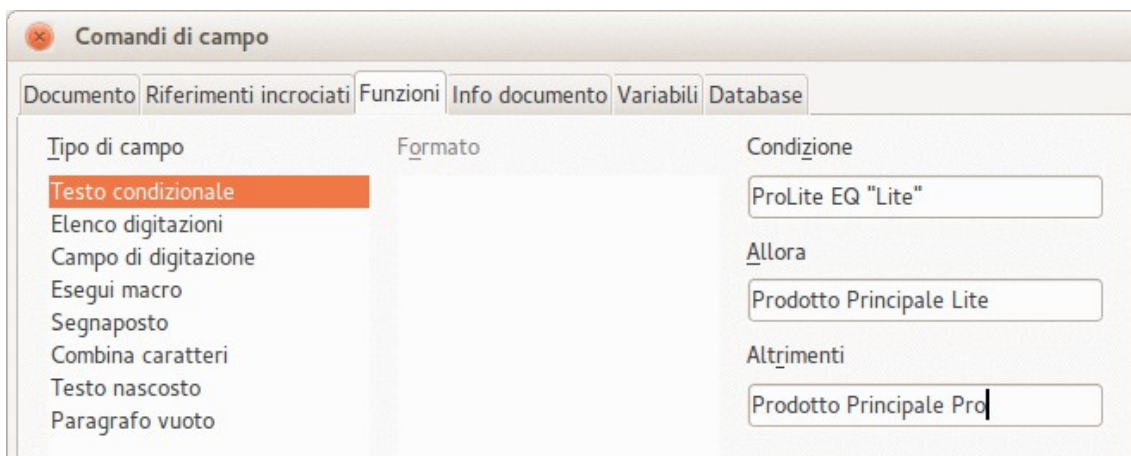 Comandi di campo
Documento Riferimenti incrociati Funzioni Info documento Variabili Database
Tipo di campo
Testo condizionale
Elenco digitazioni
Campo di digitazione
Esegui macro
Segnaposto
Combina caratteri
Testo nascosto
Paragrafo vuoto
Formato
Condizione
ProLite EQ "Lite"
Allora
Prodotto Principale Lite
Altrimenti
Prodotto Principale Pro